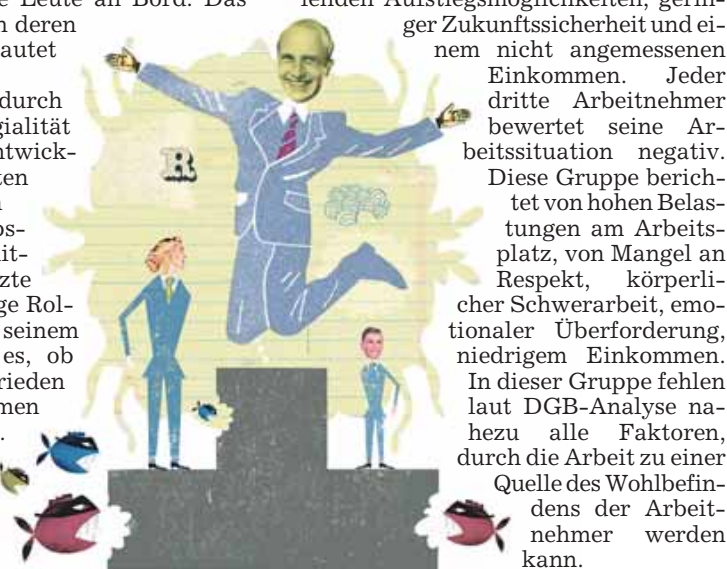 Leute an Bord. Das
deren
autet
durch
gialität
ntwick-
ten
os-
it-
zte
ge Rol-
seinem
es, ob
rieden
men
R
lenden Aufstiegsmöglichkeiten, gerin-
ger Zukunftssicherheit und ei-
nem nicht angemessenen
Einkommen. Jeder
dritte Arbeitnehmer
bewertet seine Ar-
beitssituation negativ.
Diese Gruppe berich-
tet von hohen Belas-
tungen am Arbeits-
platz, von Mangel an
Respekt, körperli-
cher Schwerarbeit, emo-
tionaler Überforderung,
niedrigem Einkommen.
In dieser Gruppe fehlen
laut DGB-Analyse na-
hezu alle Faktoren,
durch die Arbeit zu einer
Quelle des Wohlbefin-
dens der Arbeit-
nehmer werden
kann.